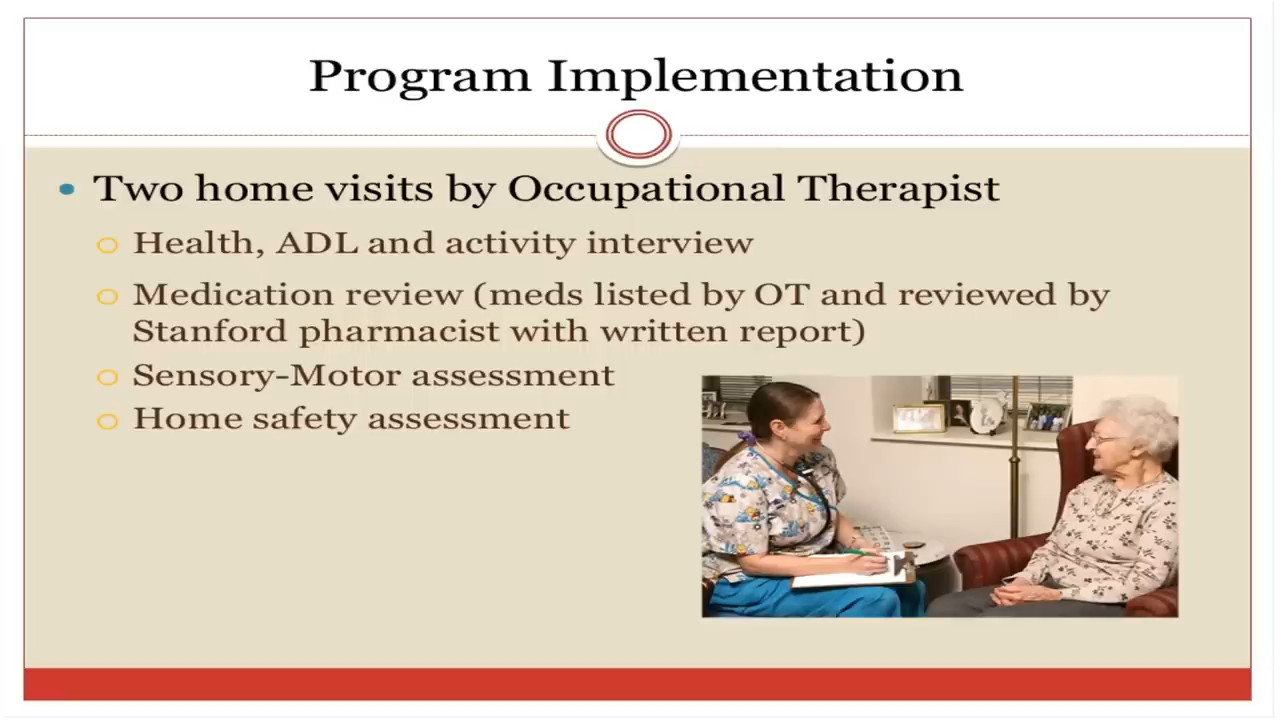 Program Implementation
Two home visits by Occupational Therapist
Health, ADL and activity interview
Medication review (meds listed by OT and reviewed by
Stanford pharmacist with written report)
Sensory-Motor assessment
Home safety assessment